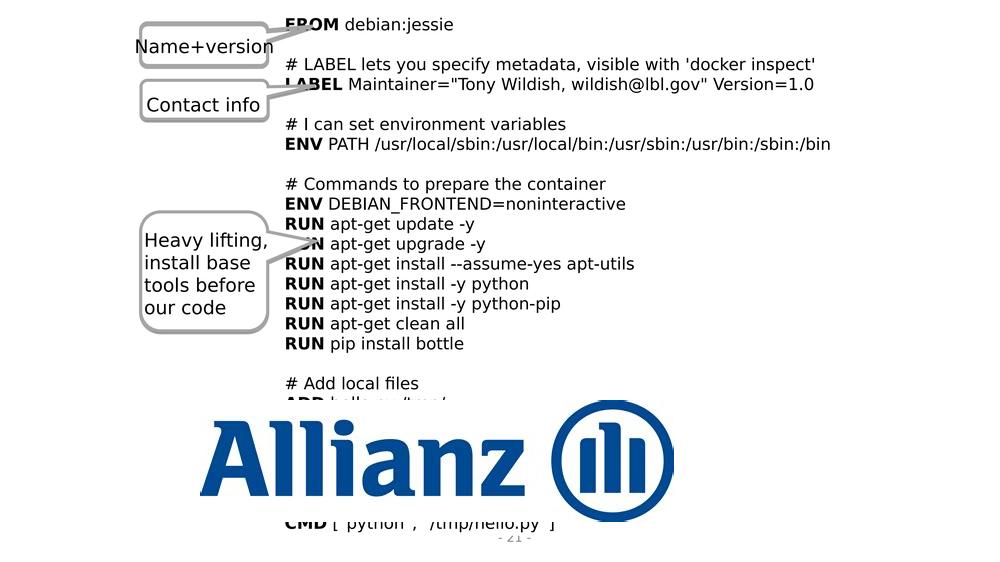 FROM debian:jessie
Name+version
# LABEL lets you specify metadata, visible with 'docker inspect'
LABEL Maintainer="Tony Wildish, wildish@lbl.gov" Version=1.0
Contact info
# I can set environment variables
ENV PATH /usr/local/sbin:/usr/local/bin:/usr/sbin:/usr/bin:/sbin:/bin
# Commands to prepare the container
ENV DEBIAN_FRONTEND=noninteractive
RUN apt-get update -y
RUN apt-get upgrade -y
Heavy lifting,
install base
tools before
our code
RUN apt-get install --assume-yes apt-utils
RUN apt-get install -y python
RUN apt-get install -y python-pip
RUN apt-get clean all
RUN pip install bottle
# Add local files
Allianz
CMD ["python", "/tmp/hello.py"]
- 21 -